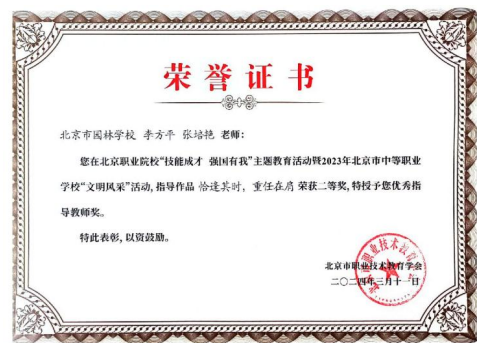 荣誉证书
北京市园林学校 李方平 张培艳 老师：
您在北京职业院校“技能成才 强国有我”主题教育活动暨2023年北京市中等职业
学校“文明风采”活动, 指导作品 恰逢其时，重任在肩 荣获二等奖, 特授予您优秀指
导教师奖。
特此表彰, 以资鼓励。
北京市职业技术教育学会
二〇二四年三月十一日